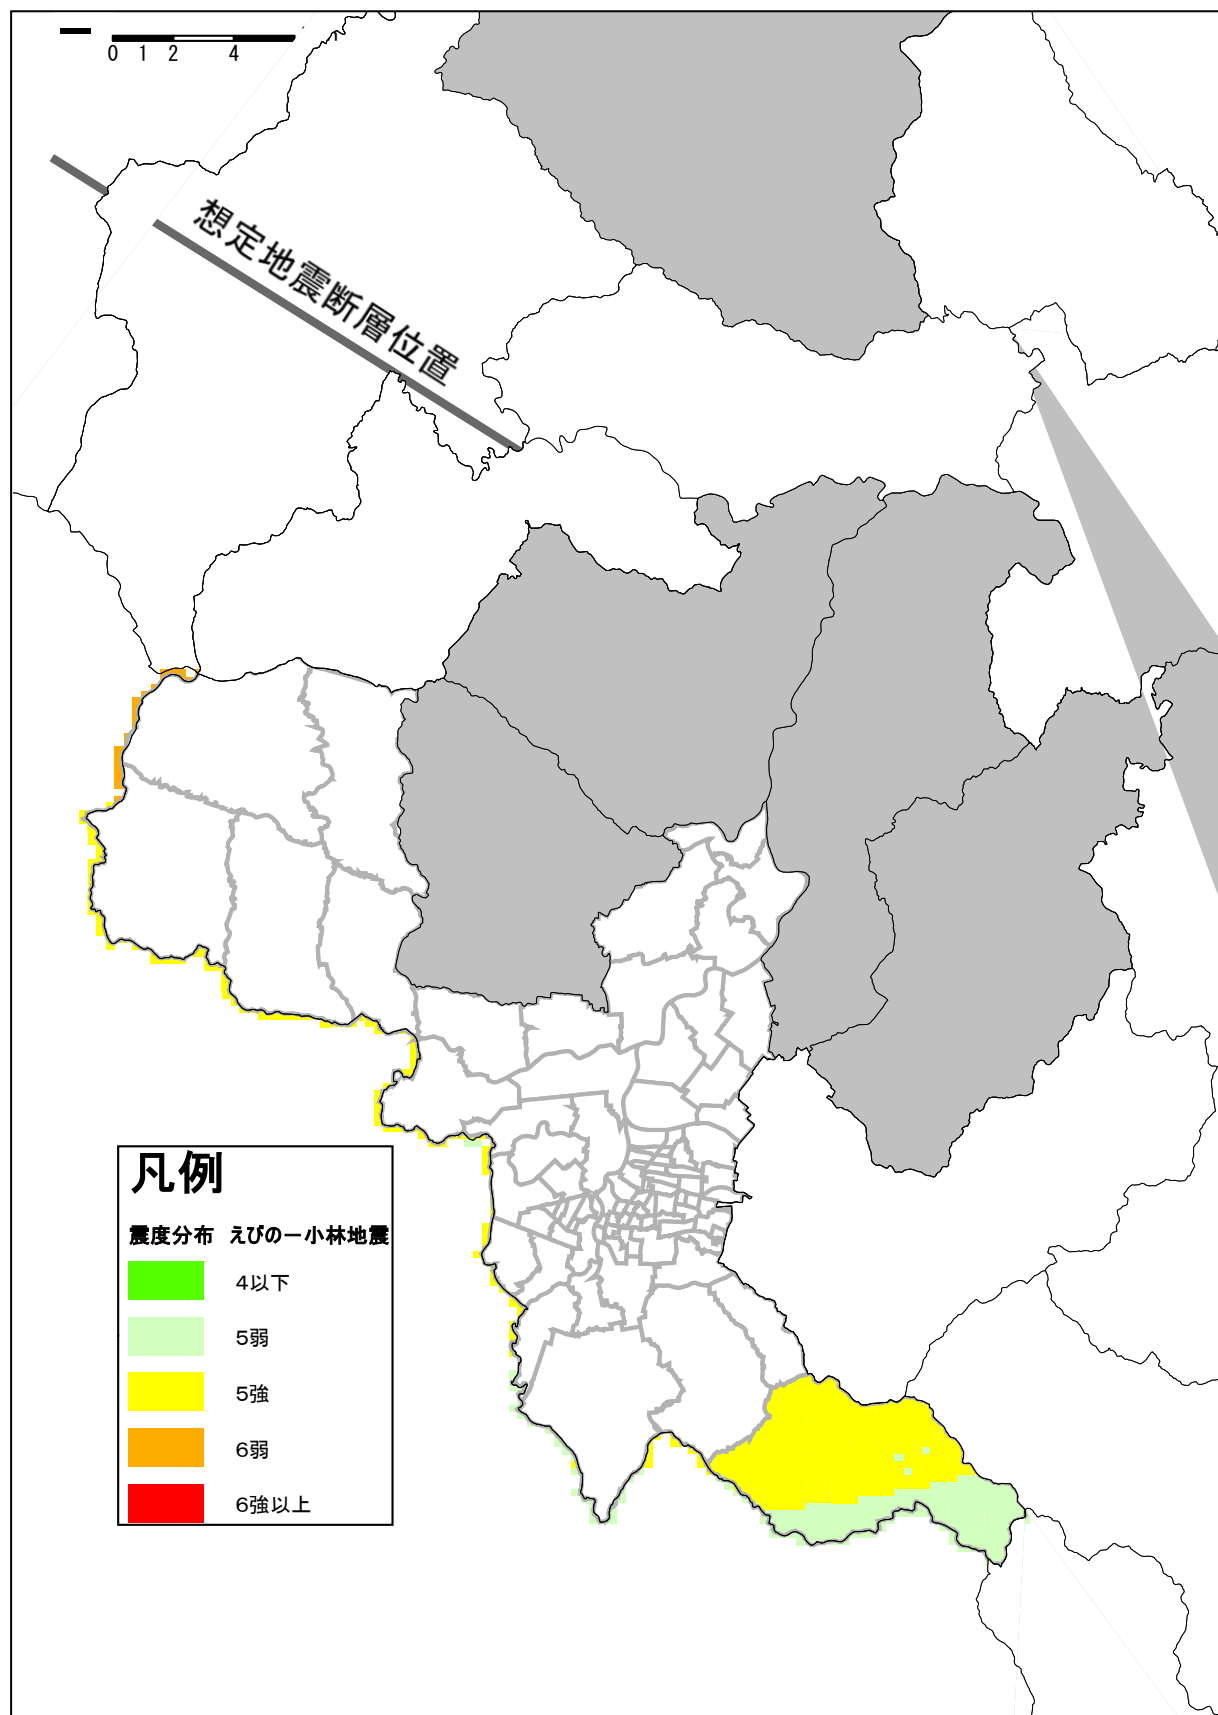 0 1 2 4
想定地震断層位置
凡例
震度分布 えびの－小林地震
4以下
5弱
5強
6弱
6強以上